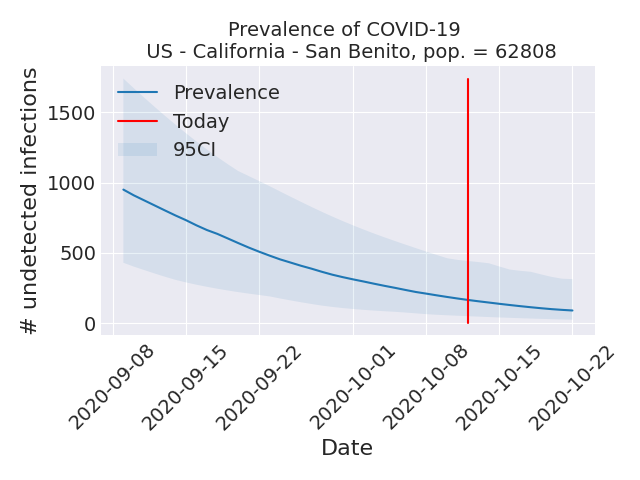 Prevalence of COVID-19
US - California - San Benito, pop. = 62808
# undetected infections
1500
1000
500
0
Prevalence
Today
95CI
2020-09-08
2020-09-15
2020-09-22
2020-10-01
2020-10-08
2020-10-15
2020-10-22
Date